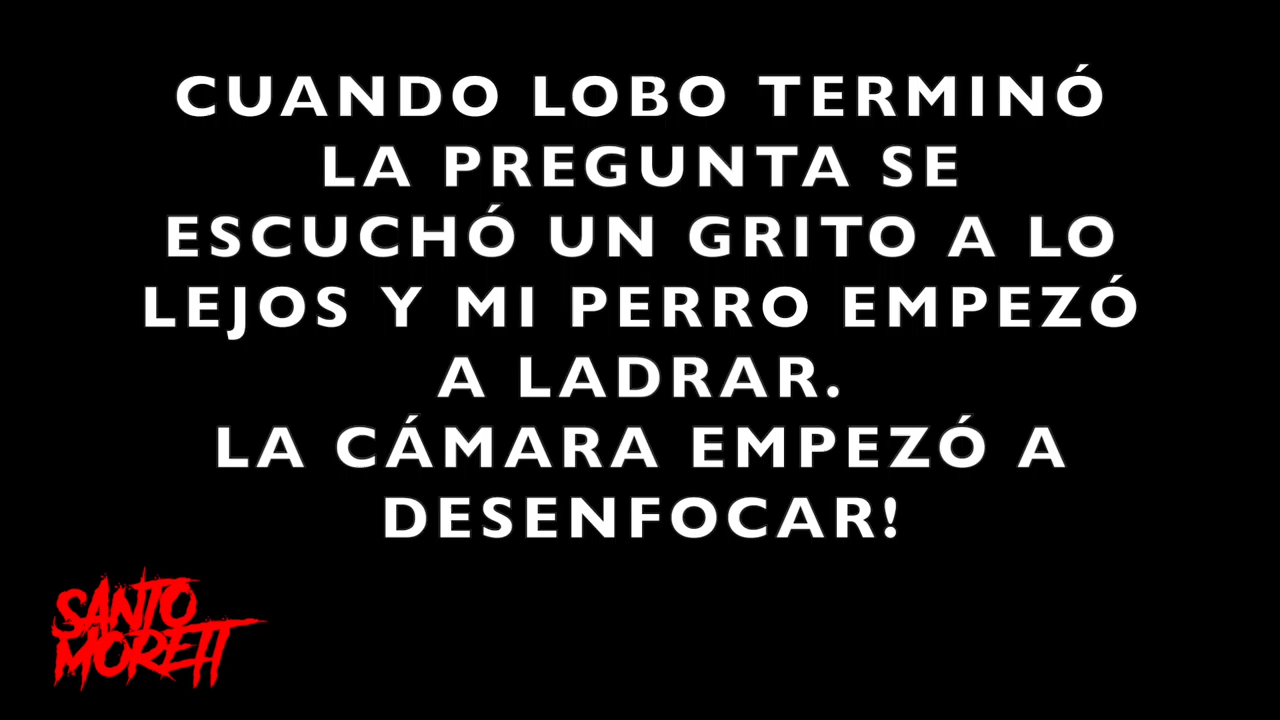 CUANDO LOBO TERMINÓ
LA PREGUNTA SE
ESCUCHÓ UN GRITO A LO
LEJOS Y MI PERRO EMPEZÓ
A LADRAR.
LA CÁMARA EMPEZÓ A
DESENFOCAR!
SANTO
MORETT